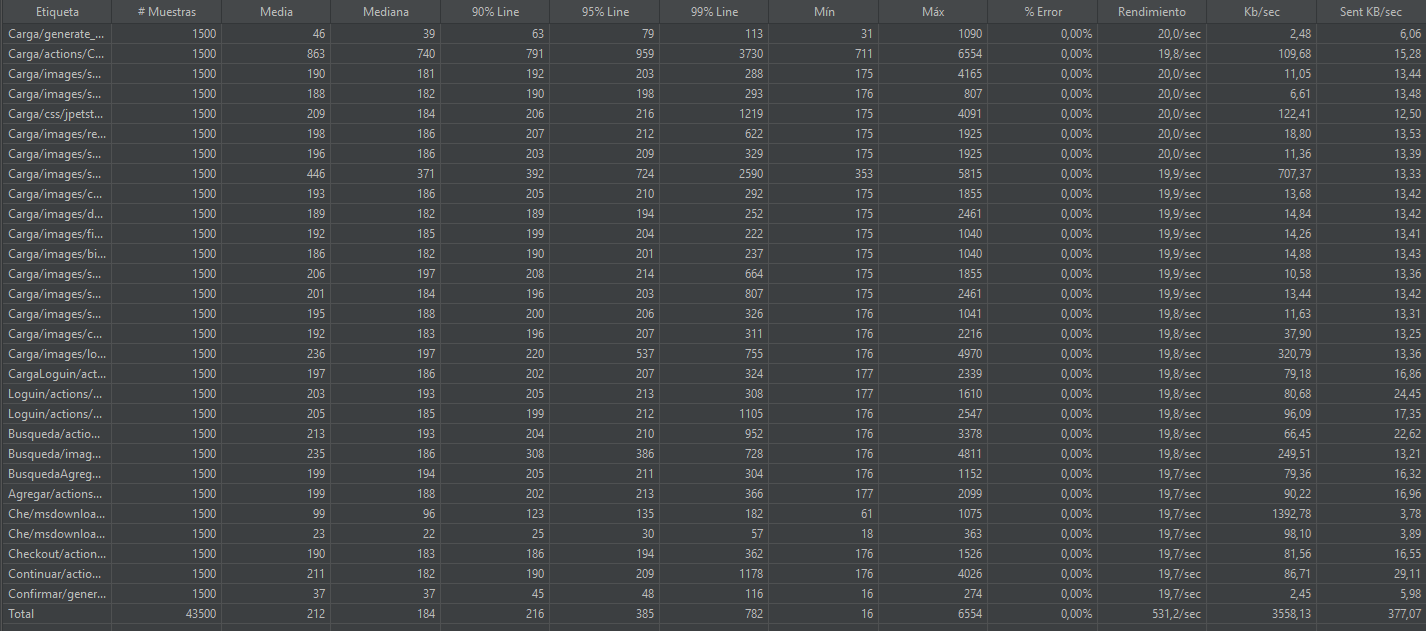 Etiqueta # Muestras Media Mediana 90% Line 95% Line 99% Line Mín Máx % Error Rendimiento Kb/sec Sent KB/sec
Carga/generate_... 1500 46 39 63 79 113 31 1090 0,00% 20,0/sec 2,48 6,06
Carga/actions/C... 1500 863 740 791 959 3730 711 6554 0,00% 19,8/sec 109,68 15,28
Carga/images/s... 1500 190 181 192 203 288 175 4165 0,00% 20,0/sec 11,05 13,44
Carga/images/s... 1500 188 182 190 198 293 176 807 0,00% 20,0/sec 6,61 13,48
Carga/css/jpetst... 1500 209 184 206 216 1219 175 4091 0,00% 20,0/sec 122,41 12,50
Carga/images/re... 1500 198 186 207 212 622 175 1925 0,00% 20,0/sec 18,80 13,53
Carga/images/s... 1500 196 186 203 209 329 175 1925 0,00% 20,0/sec 11,36 13,39
Carga/images/s... 1500 446 371 392 724 2590 353 5815 0,00% 19,9/sec 707,37 13,33
Carga/images/c... 1500 193 186 205 210 292 175 1855 0,00% 19,9/sec 13,68 13,42
Carga/images/d... 1500 189 182 189 194 252 175 2461 0,00% 19,9/sec 14,84 13,42
Carga/images/fi... 1500 192 185 199 204 222 175 1040 0,00% 19,9/sec 14,26 13,41
Carga/images/bi... 1500 186 182 190 201 237 175 1040 0,00% 19,9/sec 14,88 13,43
Carga/images/s... 1500 206 197 208 214 664 175 1855 0,00% 19,9/sec 10,58 13,36
Carga/images/s... 1500 201 184 196 203 807 175 2461 0,00% 19,9/sec 13,44 13,42
Carga/images/s... 1500 195 188 200 206 326 176 1041 0,00% 19,8/sec 11,63 13,31
Carga/images/c... 1500 192 183 196 207 311 176 2216 0,00% 19,8/sec 37,90 13,25
Carga/images/lo... 1500 236 197 220 537 755 176 4970 0,00% 19,8/sec 320,79 13,36
CargaLoguin/act... 1500 197 186 202 207 324 177 2339 0,00% 19,8/sec 79,18 16,86
Loguin/actions/... 1500 203 193 205 213 308 177 1610 0,00% 19,8/sec 80,68 24,45
Loguin/actions/... 1500 205 185 199 212 1105 176 2547 0,00% 19,8/sec 96,09 17,35
Busqueda/actio... 1500 213 193 204 210 952 176 3378 0,00% 19,8/sec 66,45 22,62
Busqueda/imag... 1500 235 186 308 386 728 176 4811 0,00% 19,8/sec 249,51 13,21
BusquedaAgreg... 1500 199 194 205 211 304 176 1152 0,00% 19,7/sec 79,36 16,32
Agregar/actions... 1500 199 188 202 213 366 177 2099 0,00% 19,7/sec 90,22 16,96
Che/msdownloa... 1500 99 96 123 135 182 61 1075 0,00% 19,7/sec 1392,78 3,78
Che/msdownloa... 1500 23 22 25 30 57 18 363 0,00% 19,7/sec 98,10 3,89
Checkout/action... 1500 190 183 186 194 362 176 1526 0,00% 19,7/sec 81,56 16,55
Continuar/actio... 1500 211 182 190 209 1178 176 4026 0,00% 19,7/sec 86,71 29,11
Confirmar/gener... 1500 37 37 45 48 116 16 274 0,00% 19,7/sec 2,45 5,98
Total 43500 212 184 216 385 782 16 6554 0,00% 531,2/sec 3558,13 377,07